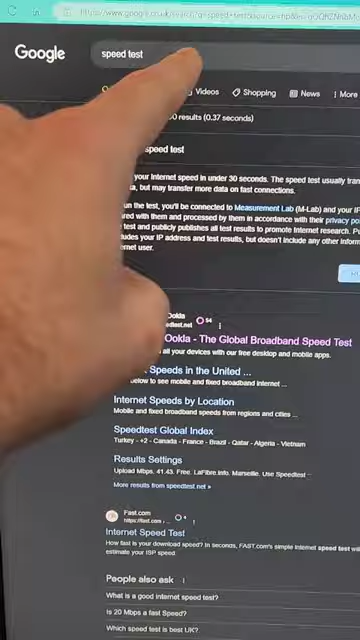 Google
speed test
Videos
Shopping
News
More
results (0.37 seconds)
speed test
your Internet speed in under 30 seconds. The speed test usually
but may transfer more data on fast connections.
run the test, you'll be connected to Measurement Lab (M-Lab) and your IP
with them and processed by them in accordance with their privacy
test and publicly publishes all test results to promote Internet research.
your IP address and test results, but doesn't include any other
user.
Ookla
94
Ookla - The Global Broadband Speed Test
all your devices with our free desktop and mobile apps.
Speeds in the United ...
below to see mobile and fixed broadband internet ...
Internet Speeds by Location
Mobile and fixed broadband speeds from regions and cities ...
Speedtest Global Index
Turkey - +2 - Canada - France - Brazil - Qatar - Algeria - Vietnam
Results Settings
Upload Mbps. 41.43. Free. LaFibre.info. Marseille. Use Speedtest
More results from speedtest.net »
Fast.com
https://fast.com
Internet Speed Test
How fast is your download speed? In seconds, FAST.com's simple Internet speed test will
estimate your ISP speed.
People also ask
What is a good internet speed test?
Is 20 Mbps a Fast Speed?
Which speed test is best UK?